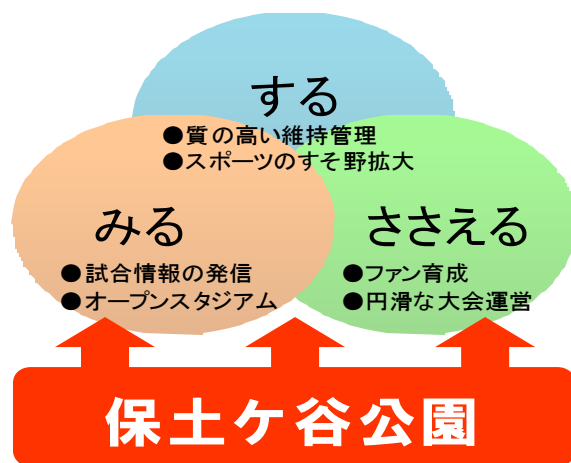 する
●質の高い維持管理
●スポーツのすそ野拡大
みる
●試合情報の発信
●オープンスタジアム
ささえる
●ファン育成
●円滑な大会運営
保土ケ谷公園